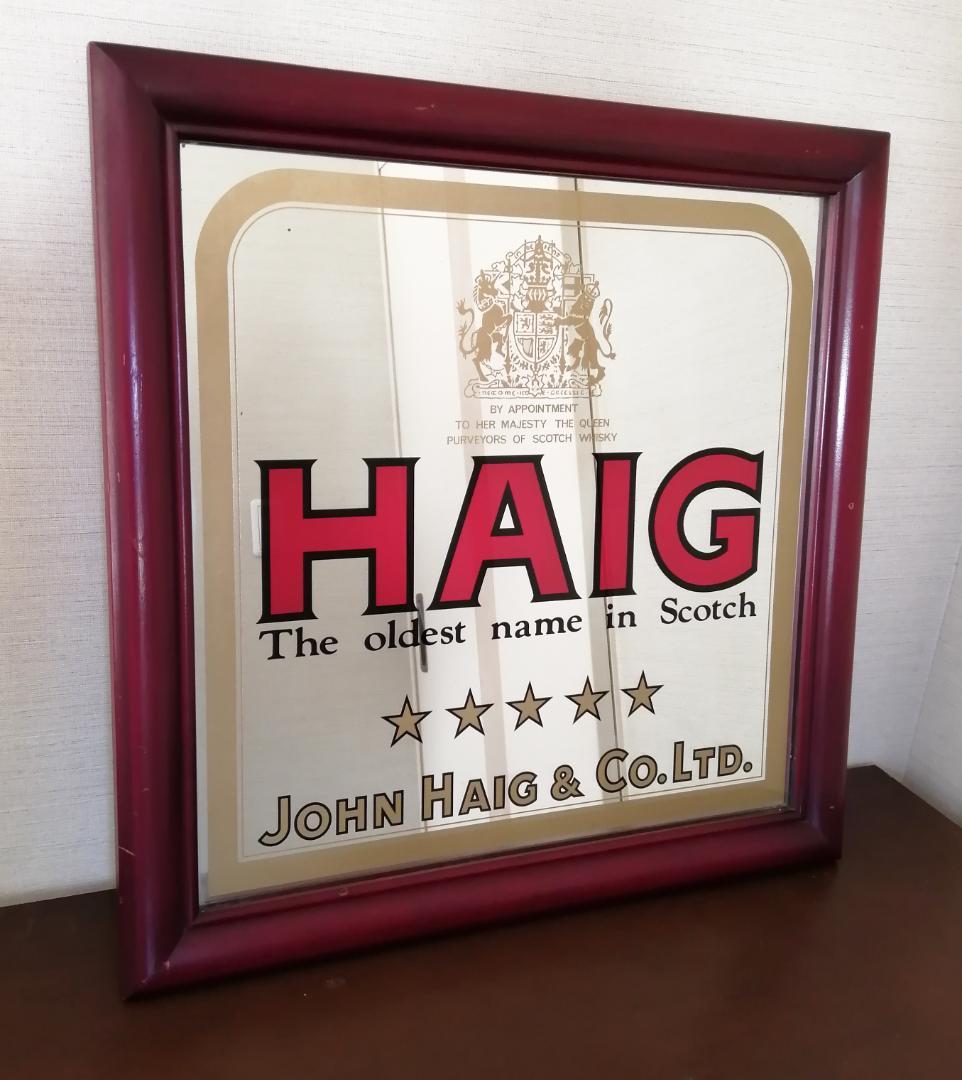 BY APPOINTMENT
TO HER MAJESTY THE QUEEN
PURVEYORS OF SCOTCH WHISKY
HAIG
The oldest name in Scotch
JOHN HAIG & CO. LTD.